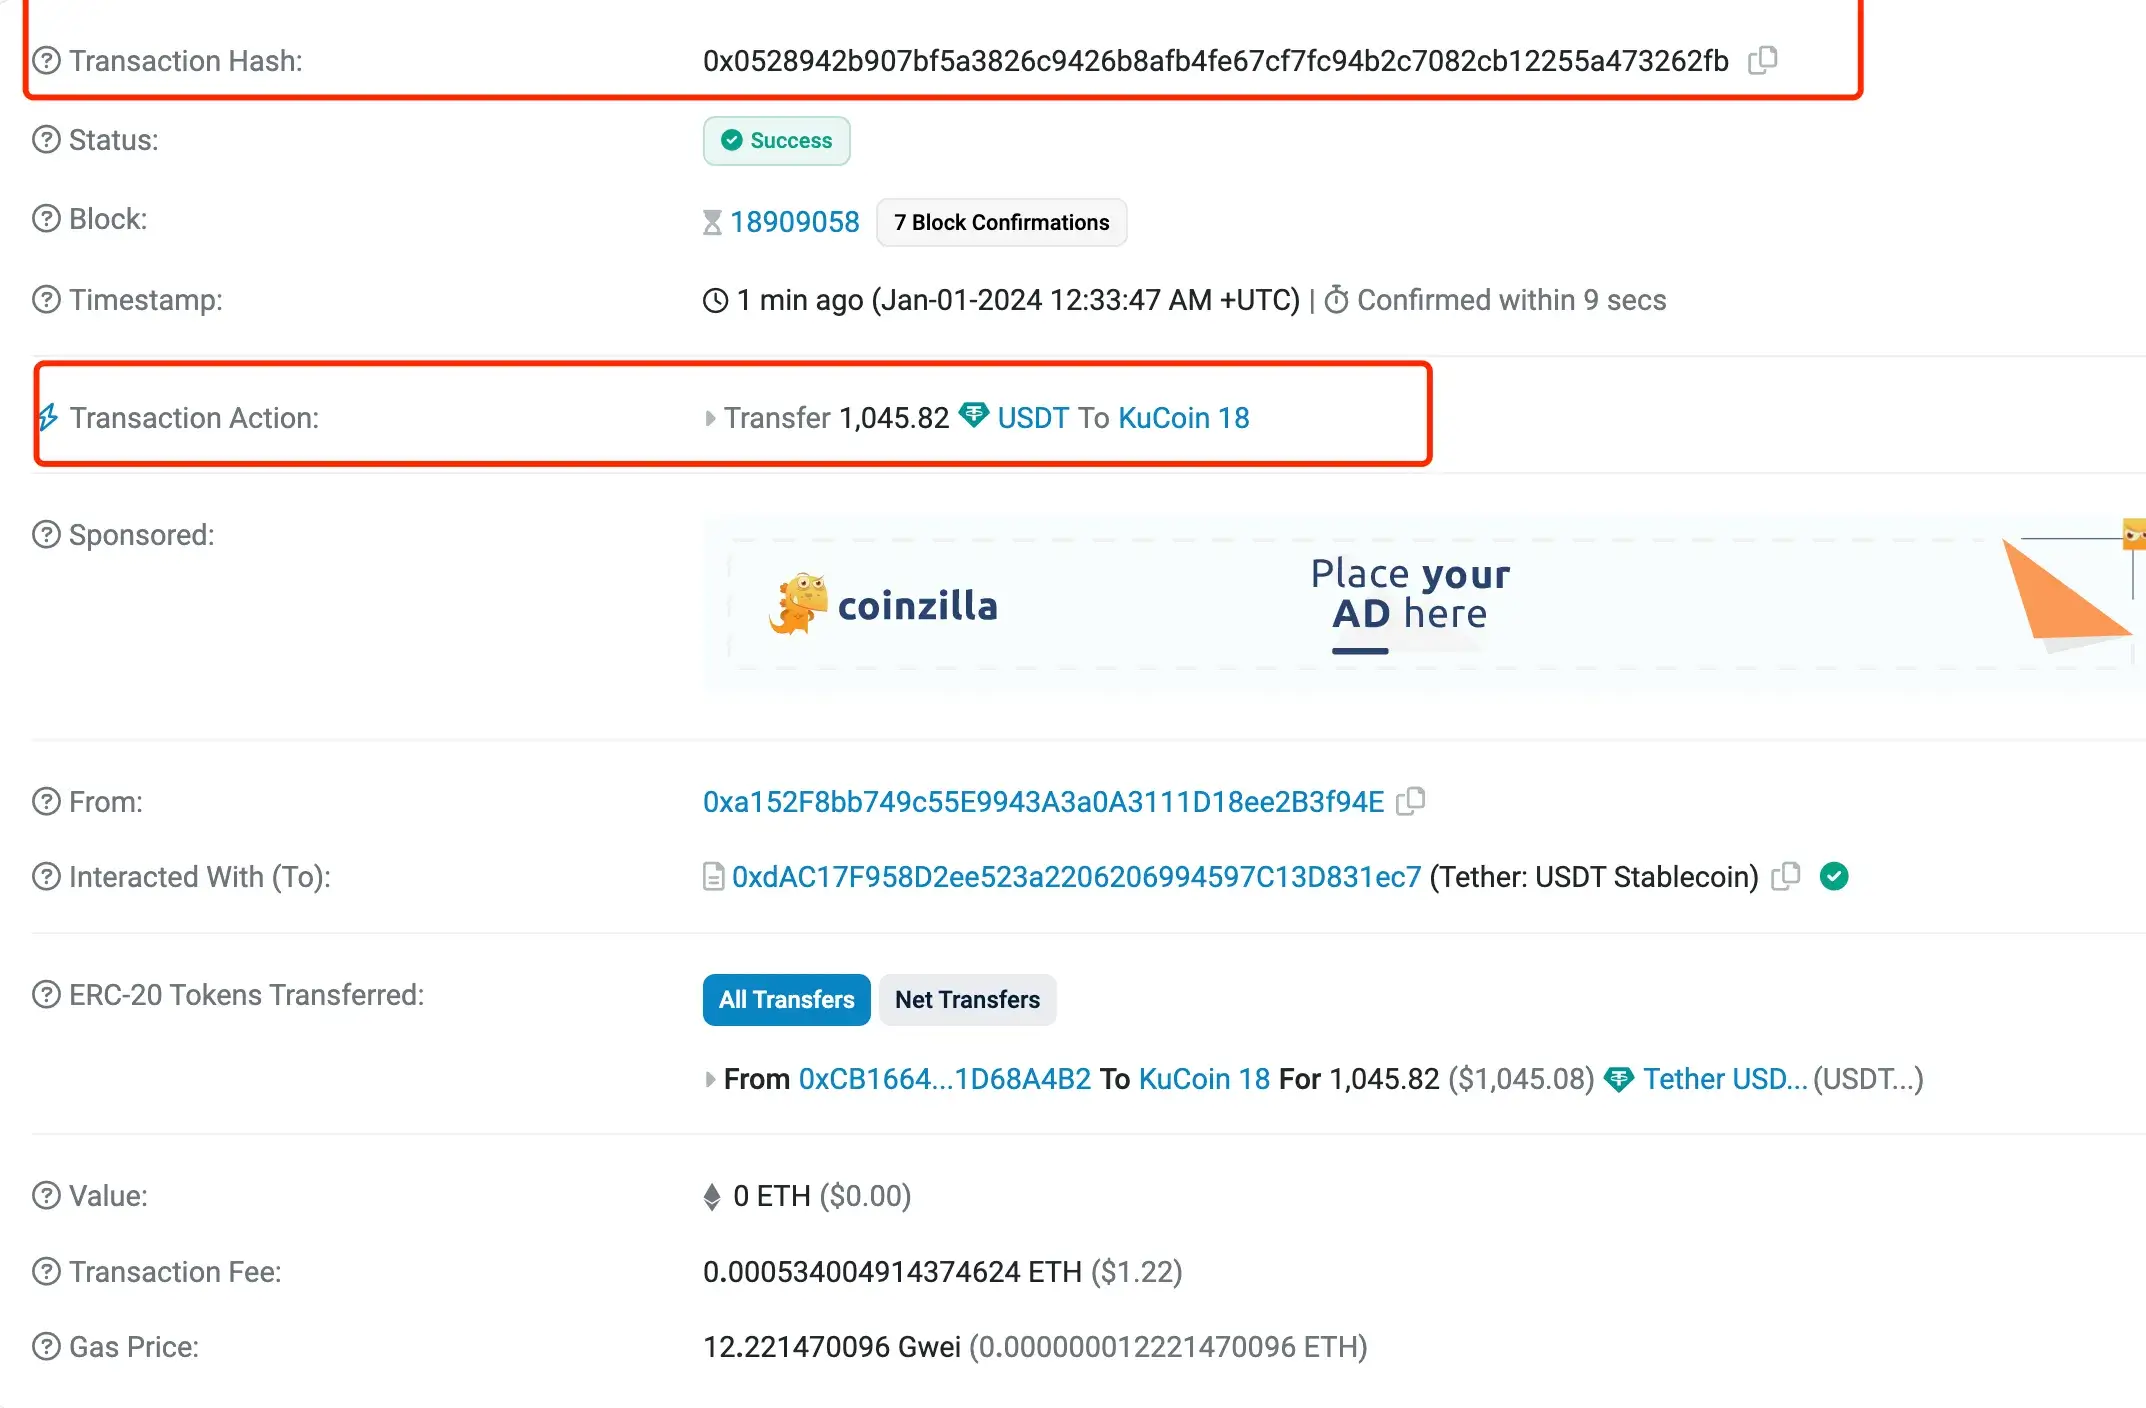 Transaction Hash: 0x0528942b907bf5a3826c9426b8afb4fe67cf7fc94b2c7082cb12255a473262fb
Status: Success
Block: 18909058 7 Block Confirmations
Timestamp: 1 min ago (Jan-01-2024 12:33:47 AM +UTC) | Confirmed within 9 secs
Transaction Action: Transfer 1,045.82 USDT To KuCoin 18
Sponsored:
coinzilla
Place your
AD here
From: 0xa152F8bb749c55E9943A3a0A3111D18ee2B3f94E
Interacted With (To): 0xdAC17F958D2ee523a2206206994597C13D831ec7 (Tether: USDT Stablecoin)
ERC-20 Tokens Transferred: All Transfers Net Transfers
From 0xCB1664...1D68A4B2 To KuCoin 18 For 1,045.82 ($1,045.08) Tether USD... (USDT...)
Value: 0 ETH ($0.00)
Transaction Fee: 0.000534004914374624 ETH ($1.22)
Gas Price: 12.221470096 Gwei (0.000000012221470096 ETH)